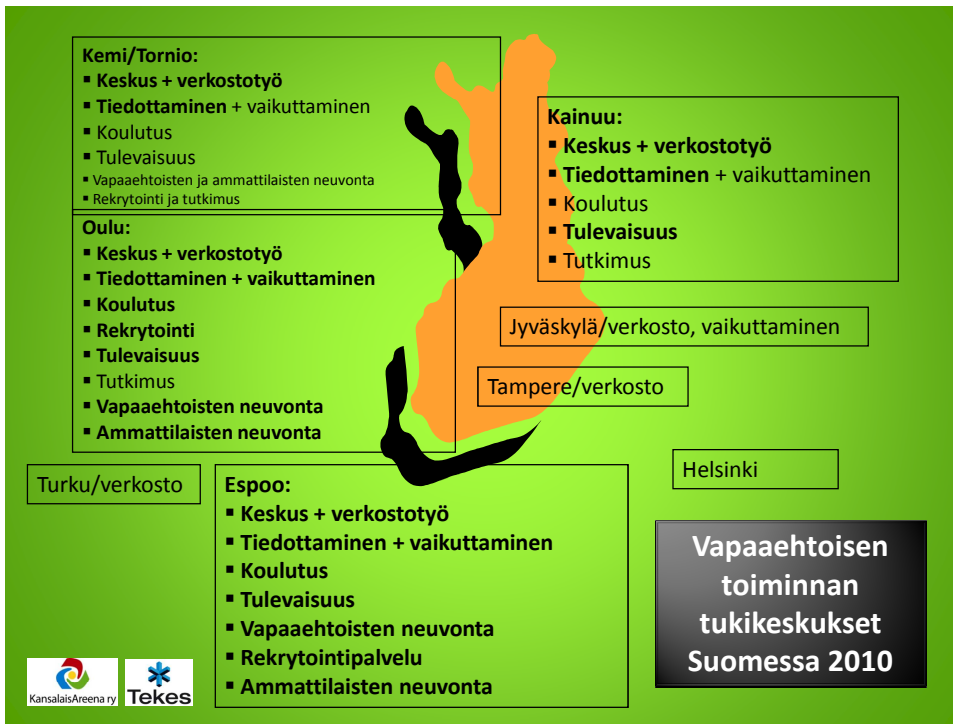 Kemi/Tornio:
▪ Keskus + verkostotyö
▪ Tiedottaminen + vaikuttaminen
▪ Koulutus
▪ Tulevaisuus
▪ Vapaaehtoisten ja ammattilaisten neuvonta
▪ Rekrytointi ja tutkimus
Oulu:
▪ Keskus + verkostotyö
▪ Tiedottaminen + vaikuttaminen
▪ Koulutus
▪ Rekrytointi
▪ Tulevaisuus
▪ Tutkimus
▪ Vapaaehtoisten neuvonta
▪ Ammattilaisten neuvonta
Kainuu:
▪ Keskus + verkostotyö
▪ Tiedottaminen + vaikuttaminen
▪ Koulutus
▪ Tulevaisuus
▪ Tutkimus
Jyväskylä/verkosto, vaikuttaminen
Tampere/verkosto
Helsinki
Turku/verkosto
Espoo:
▪ Keskus + verkostotyö
▪ Tiedottaminen + vaikuttaminen
▪ Koulutus
▪ Tulevaisuus
▪ Vapaaehtoisten neuvonta
▪ Rekrytointipalvelu
▪ Ammattilaisten neuvonta
Vapaaehtoisen
toiminnan
tukikeskukset
Suomessa 2010
KansalaisAreena ry
Tekes